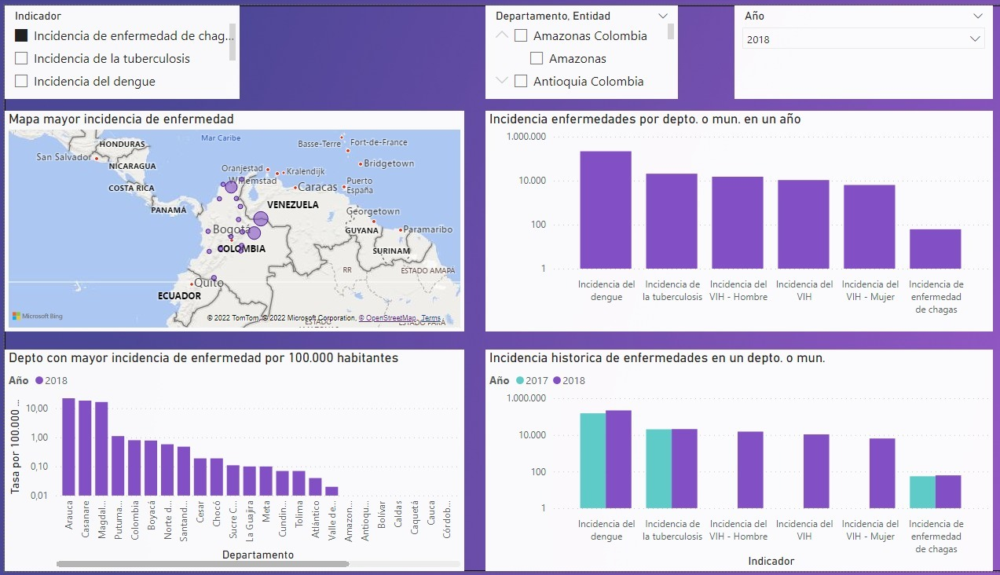 Indicador
Incidencia de enfermedad de chag...
Incidencia de la tuberculosis
Incidencia del dengue
Departamento, Entidad
Amazonas Colombia
Amazonas
Antioquia Colombia
Año
2018
Mapa mayor incidencia de enfermedad
HONDURAS
San Salvador
NICARAGUA
COSTA RICA
PANAMÁ
Mar Caribe
Basse-Terre
Fort-de-France
Bridgetown
Oranjestad
Kralendijk
Willemstad
Caracas
Puerto
España
VENEZUELA
Georgetown
Bogotá
GUYANA
Paramaribo
COLOMBIA
SURINAM
RR
ESTADO AMAPÁ
Quito
ECUADOR
Microsoft Bing
© 2022 TomTom, © 2022 Microsoft Corporation, © OpenStreetMap Terms
ESTADO
AMAZONAS
ESTADO PARÁ
Incidencia enfermedades por depto. o mun. en un año
1.000.000
10.000
100
1
Incidencia del
dengue
Incidencia de
la tuberculosis
Incidencia del
VIH - Hombre
Incidencia del
VIH
Incidencia del
VIH - Mujer
Incidencia de
enfermedad
de chagas
Depto con mayor incidencia de enfermedad por 100.000 habitantes
Año 2018
Tasa por 100.000 ...
10,00
1,00
0,10
0,01
Arauca
Casanare
Magdal...
Putuma...
Colombia
Boyacá
Norte d...
Santand...
Cesar
Chocó
Sucre C...
La Guajira
Meta
Cundin...
Tolima
Atlántico
Valle de...
Amazon...
Antioqu...
Bolívar
Caldas
Caquetá
Cauca
Córdob...
Departamento
Incidencia historica de enfermedades en un depto. o mun.
Año 2017 2018
1.000.000
10.000
100
1
Incidencia del
dengue
Incidencia de
la tuberculosis
Incidencia del
VIH - Hombre
Incidencia del
VIH
Incidencia del
VIH - Mujer
Incidencia de
enfermedad
de chagas
Indicador